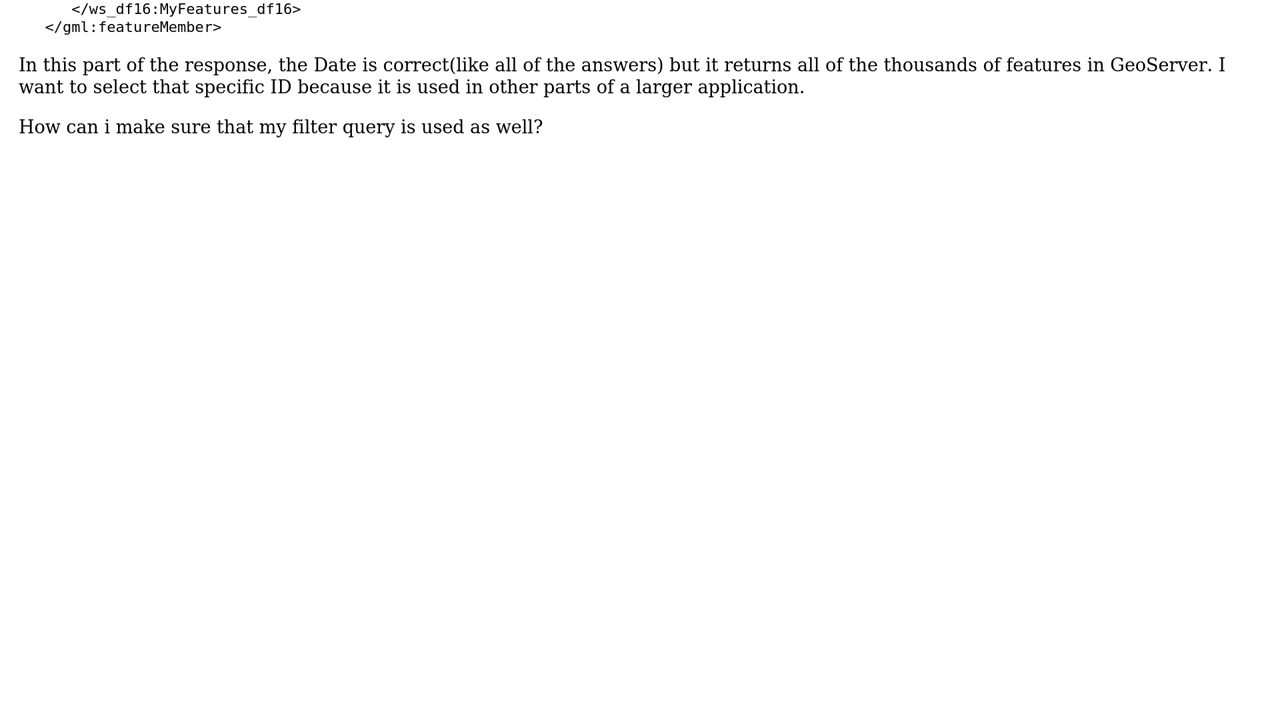 </ws_df16:MyFeatures_df16>
</gml:featureMember>
In this part of the response, the Date is correct(like all of the answers) but it returns all of the thousands of features in GeoServer. I
want to select that specific ID because it is used in other parts of a larger application.
How can i make sure that my filter query is used as well?